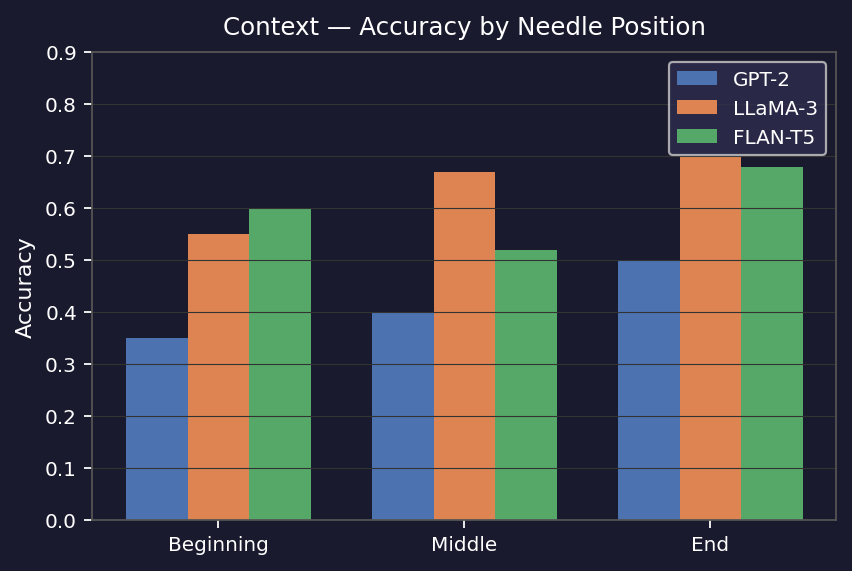 Context — Accuracy by Needle Position
Accuracy
0.9
0.8
0.7
0.6
0.5
0.4
0.3
0.2
0.1
0.0
GPT-2
LLaMA-3
FLAN-T5
Beginning
Middle
End